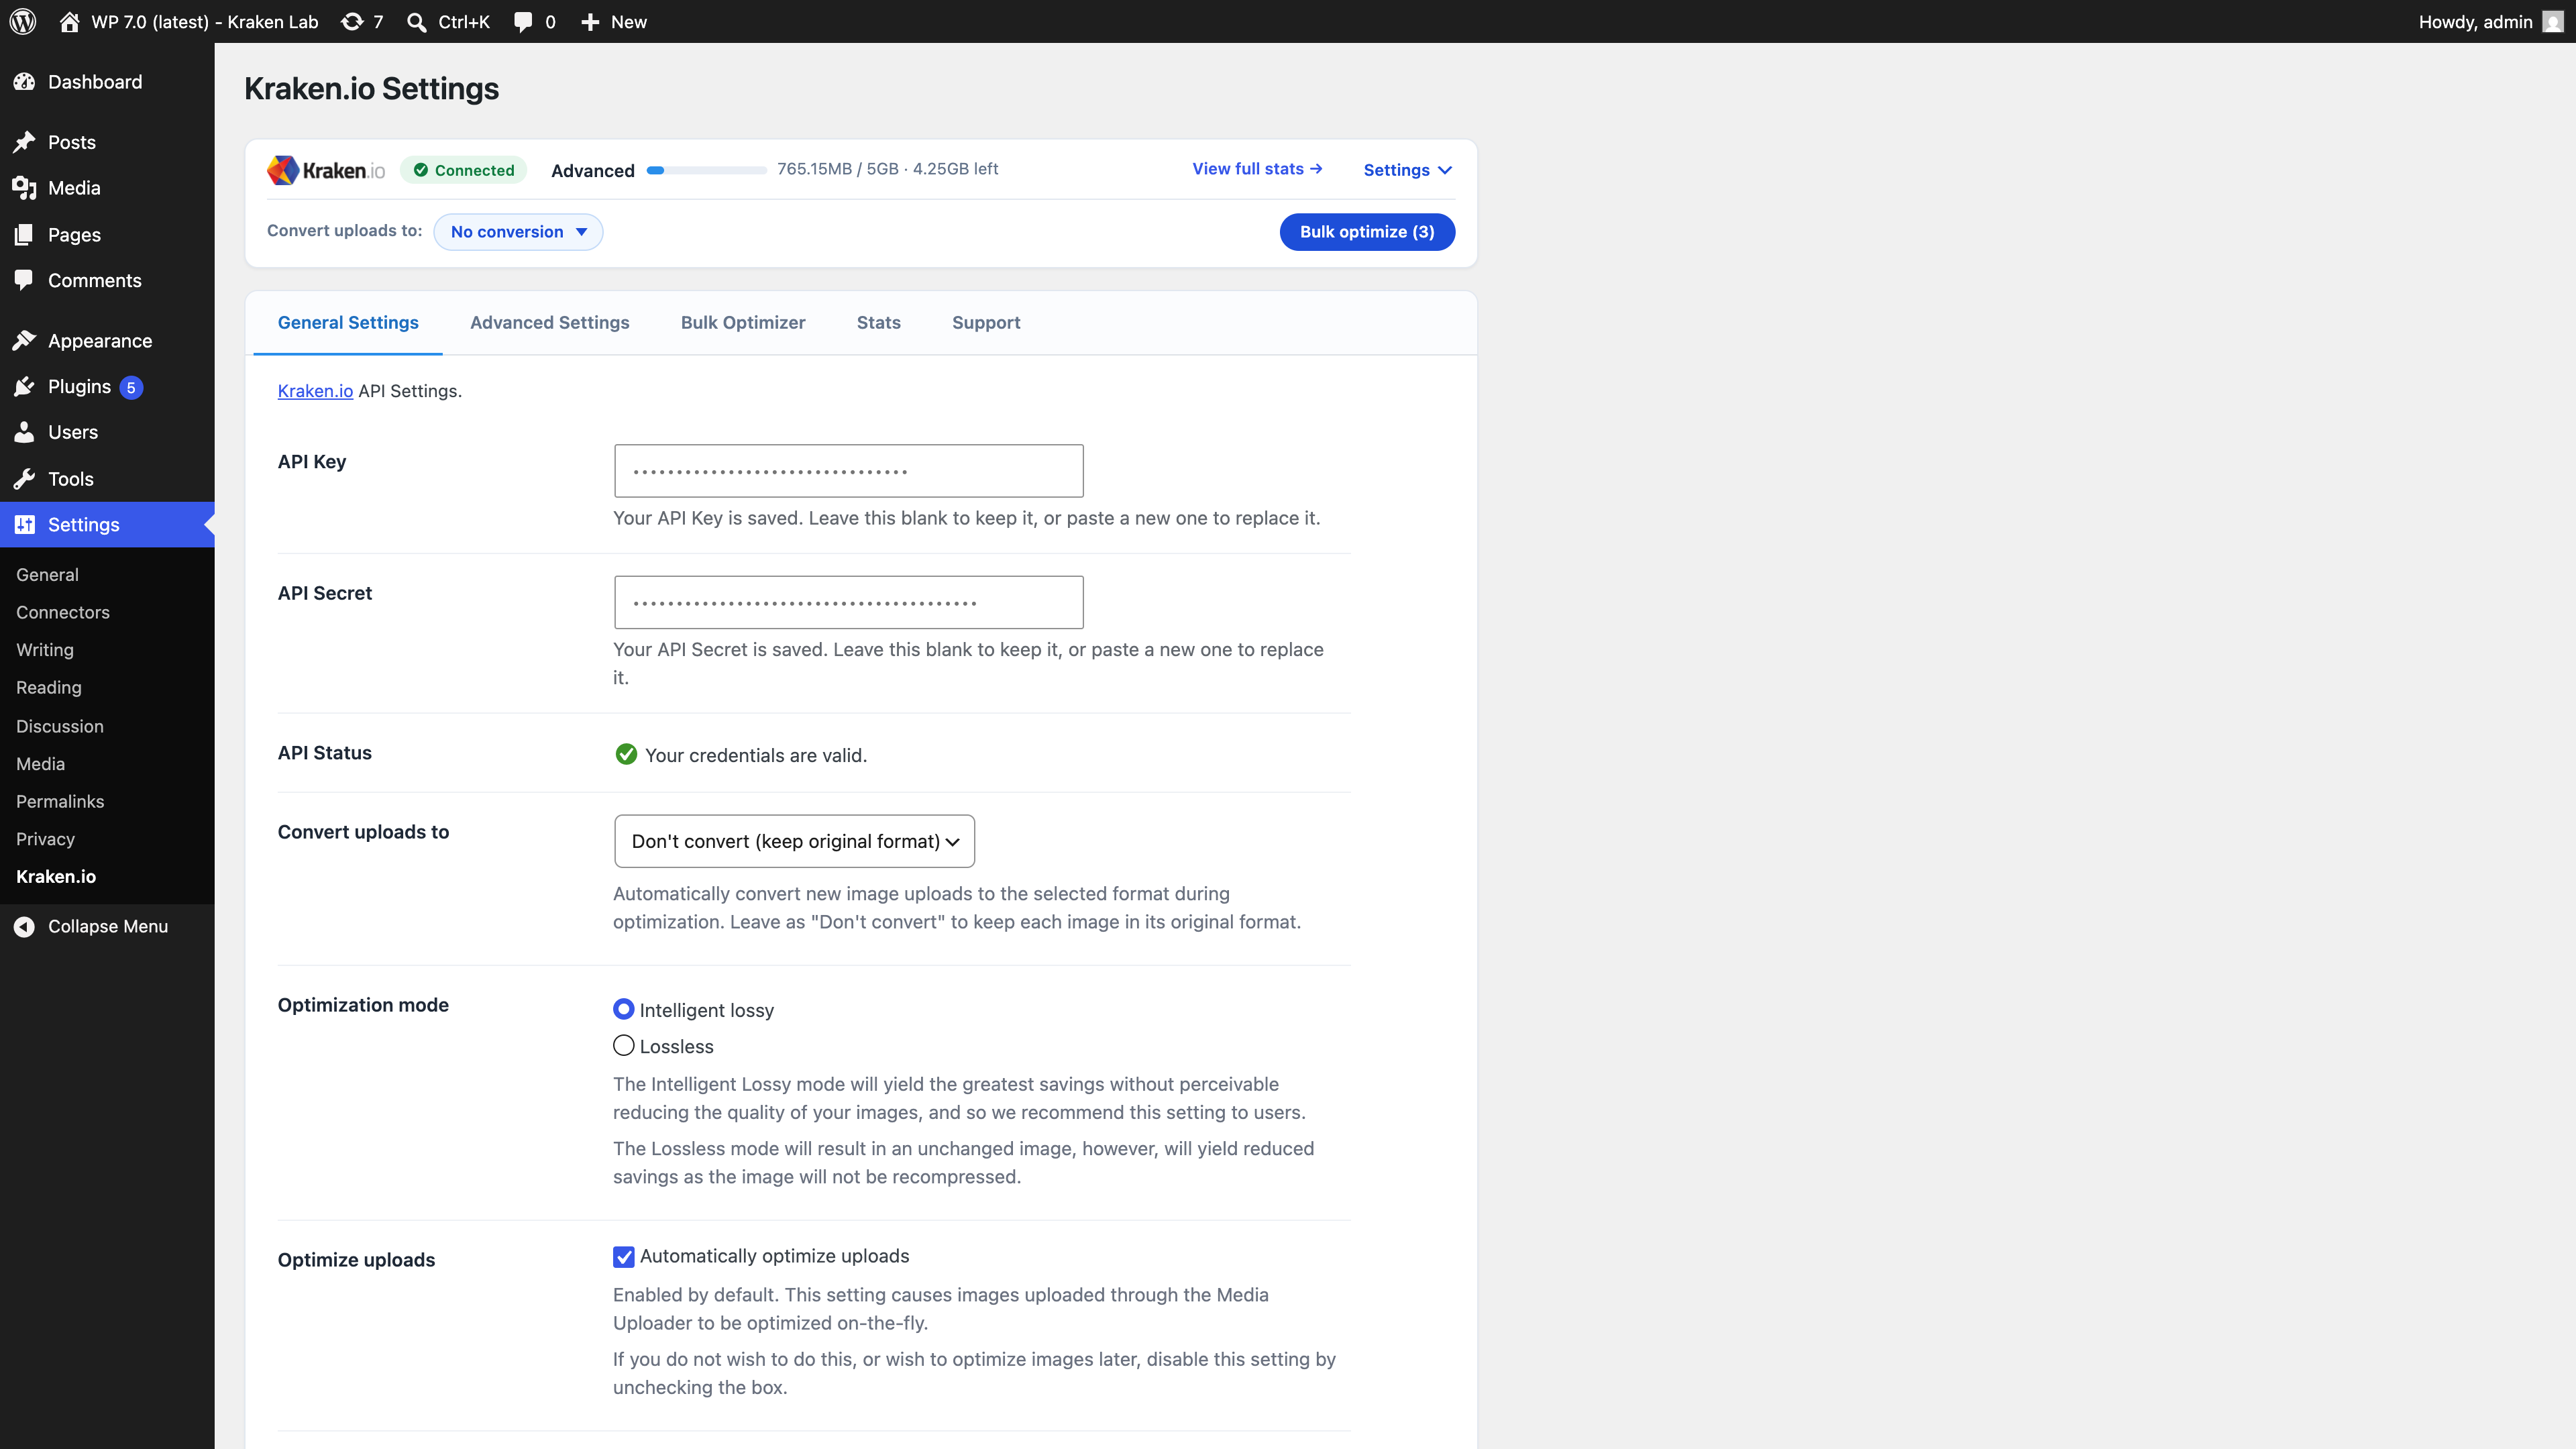 WP 7.0 (latest) - Kraken Lab 7 Ctrl+K 0 New Howdy, admin
Dashboard
Posts
Media
Pages
Comments
Appearance
Plugins 5
Users
Tools
Settings
General
Connectors
Writing
Reading
Discussion
Media
Permalinks
Privacy
Kraken.io
Collapse Menu
Kraken.io Settings
Kraken.io Connected Advanced 765.15MB / 5GB · 4.25GB left View full stats → Settings
Convert uploads to: No conversion Bulk optimize (3)
General Settings Advanced Settings Bulk Optimizer Stats Support
Kraken.io API Settings.
API Key
Your API Key is saved. Leave this blank to keep it, or paste a new one to replace it.
API Secret
Your API Secret is saved. Leave this blank to keep it, or paste a new one to replace
it.
API Status Your credentials are valid.
Convert uploads to Don't convert (keep original format)
Automatically convert new image uploads to the selected format during
optimization. Leave as "Don't convert" to keep each image in its original format.
Optimization mode Intelligent lossy
Lossless
The Intelligent Lossy mode will yield the greatest savings without perceivable
reducing the quality of your images, and so we recommend this setting to users.
The Lossless mode will result in an unchanged image, however, will yield reduced
savings as the image will not be recompressed.
Optimize uploads Automatically optimize uploads
Enabled by default. This setting causes images uploaded through the Media
Uploader to be optimized on-the-fly.
If you do not wish to do this, or wish to optimize images later, disable this setting by
unchecking the box.